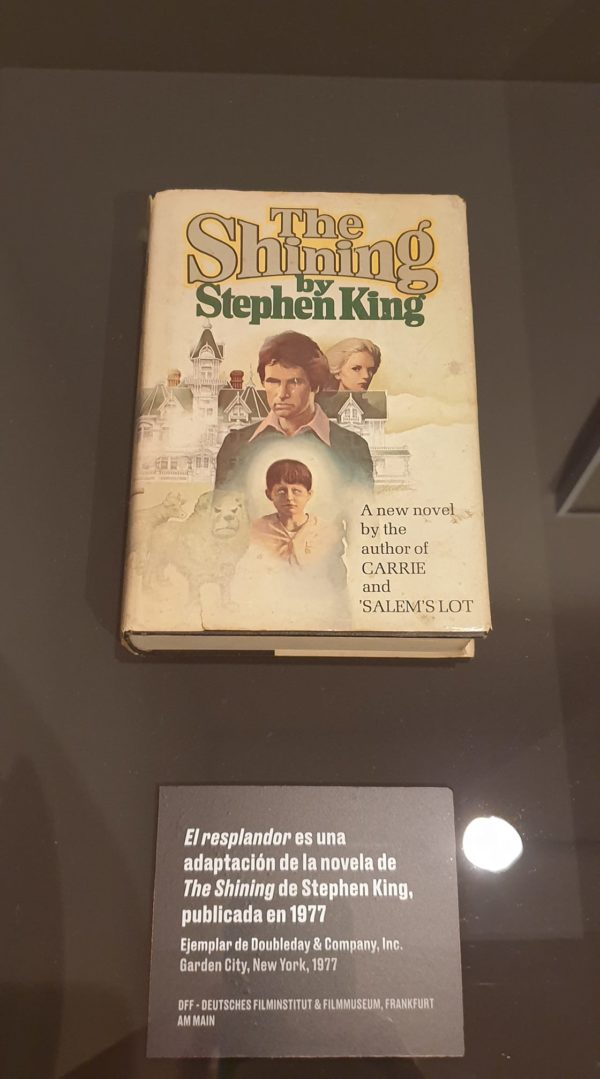 The
Shining
by
Stephen King
A new novel
by the
author of
CARRIE
and
'SALEM'S LOT
El resplandor es una
adaptación de la novela de
The Shining de Stephen King,
publicada en 1977
Ejemplar de Doubleday & Company, Inc.
Garden City, New York, 1977
DFF - DEUTSCHES FILMINSTITUT & FILMMUSEUM, FRANKFURT
AM MAIN